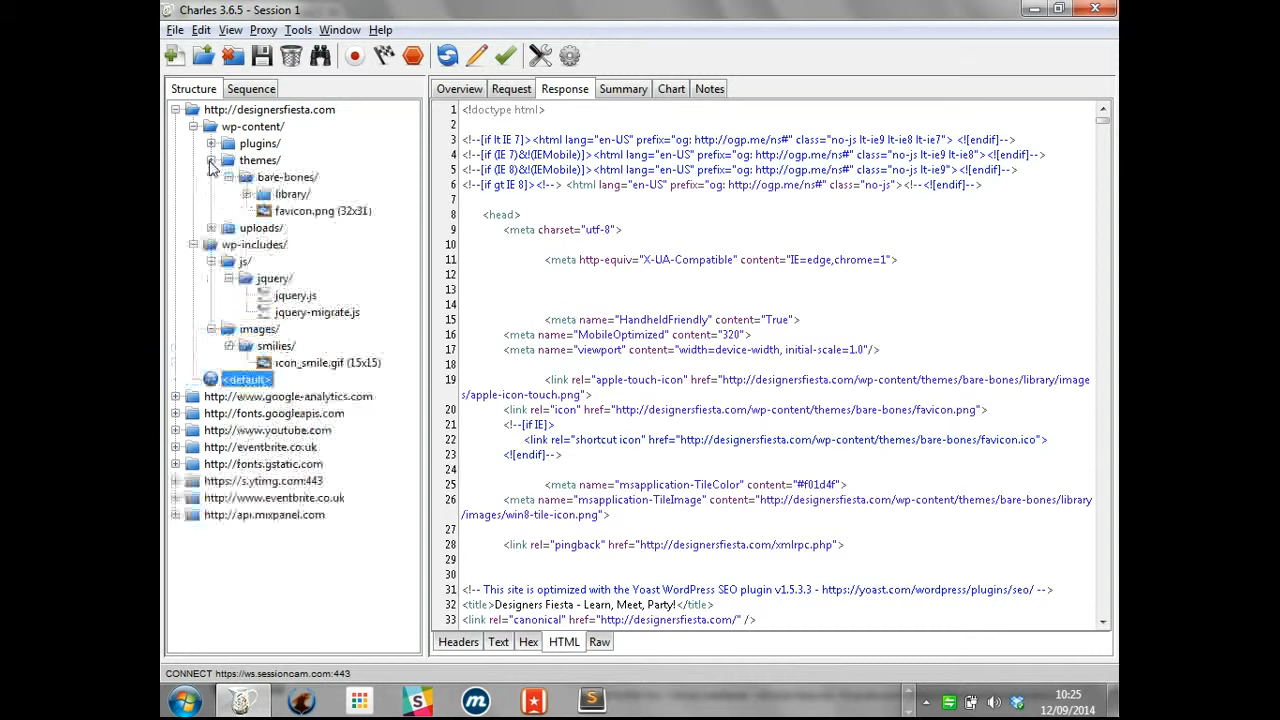 Charles 3.6.5 - Session 1
File Edit View Proxy Tools Window Help
Structure Sequence
http://designersfiesta.com
wp-content/
plugins/
themes/
bare-bones/
library/
favicon.png (32x31)
uploads/
wp-includes/
js/
jquery/
jquery.js
jquery-migrate.js
images/
smilies/
icon_smile.gif (15x15)
<default>
http://www.google-analytics.com
http://fonts.googleapis.com
http://www.youtube.com
http://eventbrite.co.uk
http://fonts.gstatic.com
https://s.ytimg.com:443
http://www.eventbrite.co.uk
http://api.mixpanel.com
Overview Request Response Summary Chart Notes
1 <!doctype html>
2
3 <!--[if lt IE 7]><html lang="en-US" prefix="og: http://ogp.me/ns#" class="no-js lt-ie9 lt-ie8 lt-ie7"> <![endif]-->
4 <!--[if (IE 7)&!(IEMobile)]><html lang="en-US" prefix="og: http://ogp.me/ns#" class="no-js lt-ie9 lt-ie8"><![endif]-->
5 <!--[if (IE 8)&!(IEMobile)]><html lang="en-US" prefix="og: http://ogp.me/ns#" class="no-js lt-ie9"><![endif]-->
6 <!--[if gt IE 8]><!--> <html lang="en-US" prefix="og: http://ogp.me/ns#" class="no-js"><!--<![endif]-->
7
8 <head>
9 <meta charset="utf-8">
10
11 <meta http-equiv="X-UA-Compatible" content="IE=edge,chrome=1">
12
13
14
15 <meta name="HandheldFriendly" content="True">
16 <meta name="MobileOptimized" content="320">
17 <meta name="viewport" content="width=device-width, initial-scale=1.0"/>
18
19 <link rel="apple-touch-icon" href="http://designersfiesta.com/wp-content/themes/bare-bones/library/image
s/apple-icon-touch.png">
20 <link rel="icon" href="http://designersfiesta.com/wp-content/themes/bare-bones/favicon.png">
21 <!--[if IE]>
22 <link rel="shortcut icon" href="http://designersfiesta.com/wp-content/themes/bare-bones/favicon.ico">
23 <![endif]-->
24
25 <meta name="msapplication-TileColor" content="#f01d4f">
26 <meta name="msapplication-TileImage" content="http://designersfiesta.com/wp-content/themes/bare-bones/library
/images/win8-tile-icon.png">
27
28 <link rel="pingback" href="http://designersfiesta.com/xmlrpc.php">
29
30
31 <!-- This site is optimized with the Yoast WordPress SEO plugin v1.5.3.3 - https://yoast.com/wordpress/plugins/seo/ -->
32 <title>Designers Fiesta - Learn, Meet, Party!</title>
33 <link rel="canonical" href="http://designersfiesta.com/" />
Headers Text Hex HTML Raw
CONNECT https://ws.sessioncam.com:443
10:25
12/09/2014